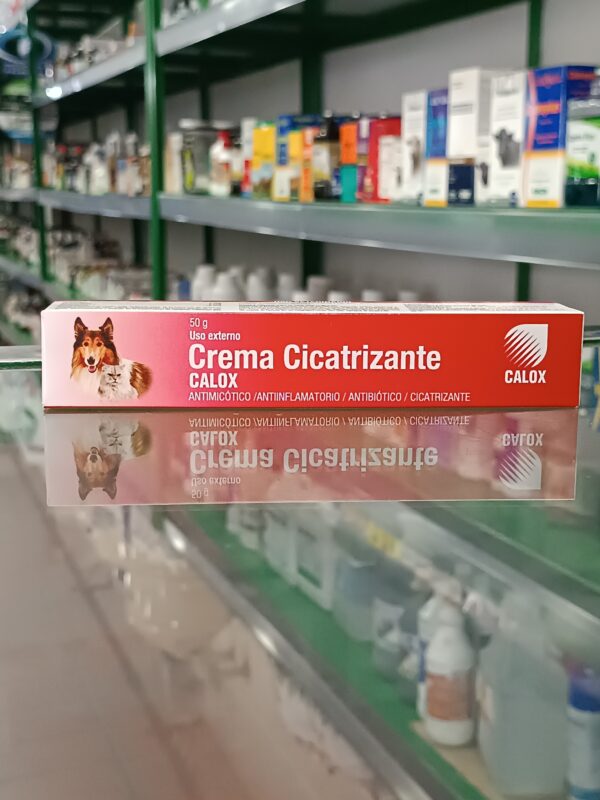 50 g
Uso externo
Crema Cicatrizante
CALOX
ANTIMICÓTICO /ANTIINFLAMATORIO / ANTIBIÓTICO / CICATRIZANTE
CALOX